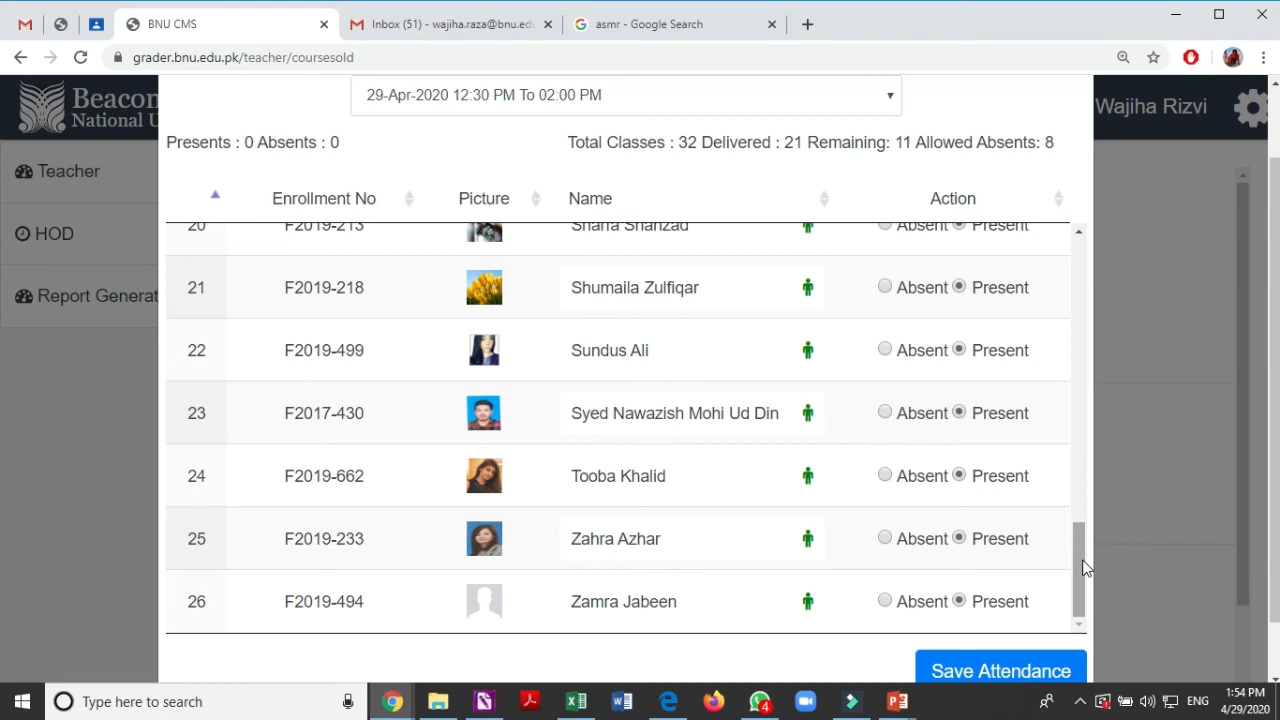 BNU CMS
Inbox (51) - wajiha.raza@bnu.edu
asmr - Google Search
grader.bnu.edu.pk/teacher/coursesold
Beacon
National U
Wajiha Rizvi
29-Apr-2020 12:30 PM To 02:00 PM
Presents : 0 Absents : 0
Total Classes : 32 Delivered : 21 Remaining: 11 Allowed Absents: 8
Teacher
HOD
Report Generat
Enrollment No Picture Name Action
20 F2019-213 Absent Present
21 F2019-218 Shumaila Zulfiqar Absent Present
22 F2019-499 Sundus Ali Absent Present
23 F2017-430 Syed Nawazish Mohi Ud Din Absent Present
24 F2019-662 Tooba Khalid Absent Present
25 F2019-233 Zahra Azhar Absent Present
26 F2019-494 Zamra Jabeen Absent Present
Save Attendance
Type here to search
4
ENG
1:54 PM
4/29/2020